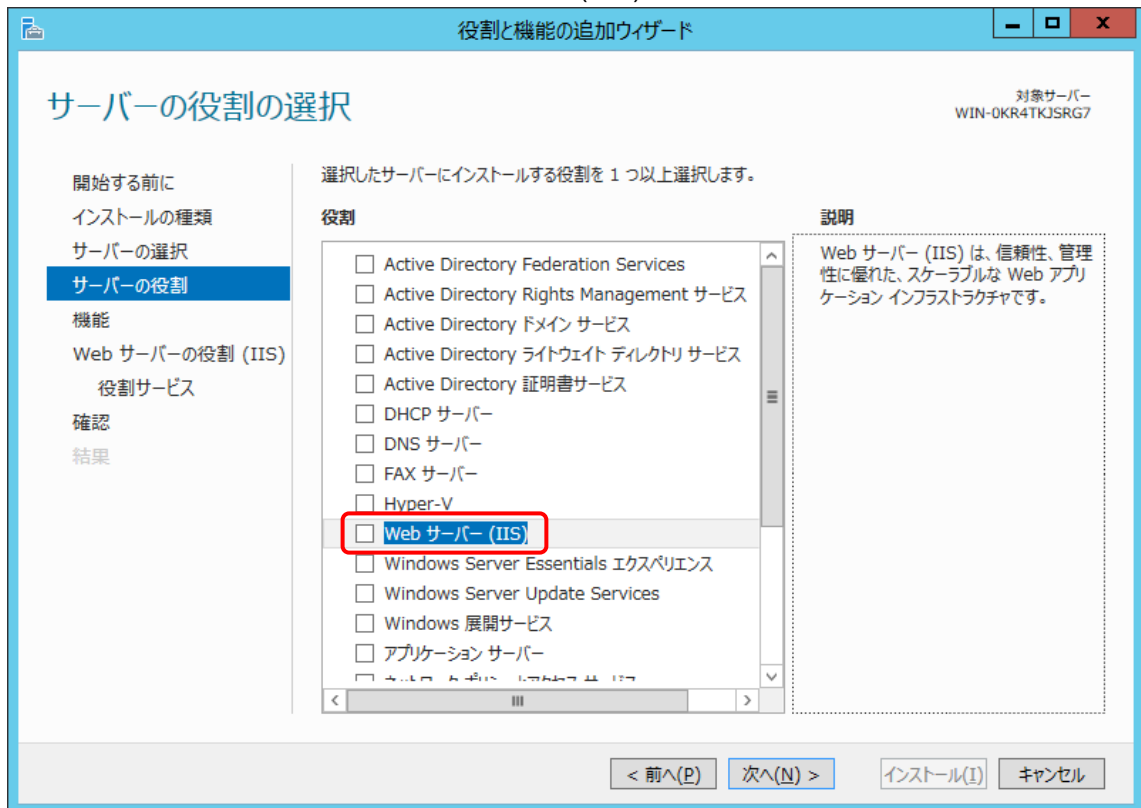 役割と機能の追加ウィザード
サーバーの役割の選択
対象サーバー
WIN-0KR4TKJSRG7
開始する前に
インストールの種類
サーバーの選択
サーバーの役割
機能
Web サーバーの役割 (IIS)
役割サービス
確認
結果
選択したサーバーにインストールする役割を 1 つ以上選択します。
役割
Active Directory Federation Services
Active Directory Rights Management サービス
Active Directory ドメイン サービス
Active Directory ライトウェイト ディレクトリ サービス
Active Directory 証明書サービス
DHCP サーバー
DNS サーバー
FAX サーバー
Hyper-V
Web サーバー (IIS)
Windows Server Essentials エクスペリエンス
Windows Server Update Services
Windows 展開サービス
アプリケーション サーバー
説明
Web サーバー (IIS) は、信頼性、管理
性に優れた、スケーラブルな Web アプリ
ケーション インフラストラクチャです。
< 前へ(P)
次へ(N) >
インストール(I)
キャンセル